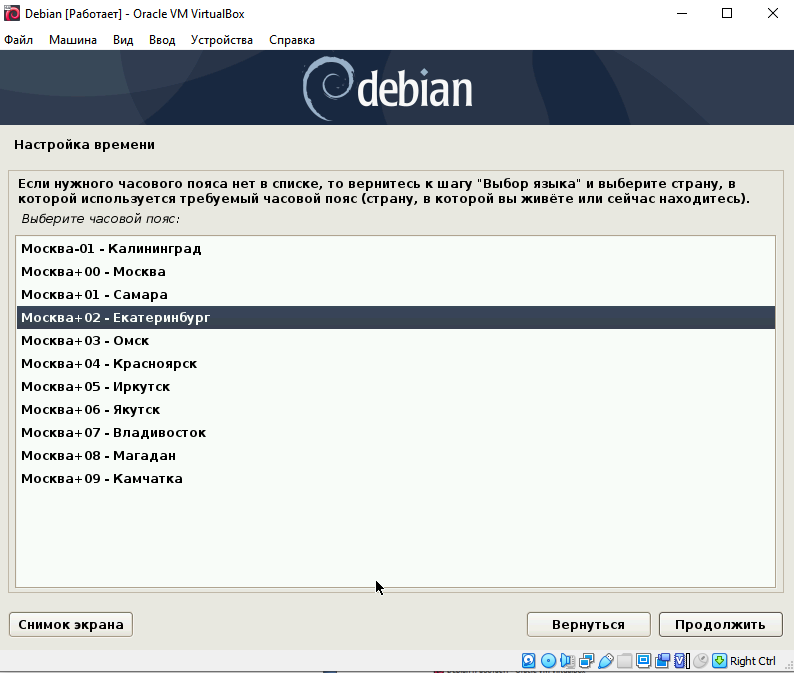 Debian [Работает] - Oracle VM VirtualBox
Файл Машина Вид Ввод Устройства Справка
debian
Настройка времени
Если нужного часового пояса нет в списке, то вернитесь к шагу "Выбор языка" и выберите страну, в
которой используется требуемый часовой пояс (страну, в которой вы живёте или сейчас находитесь).
Выберите часовой пояс:
Москва-01 - Калининград
Москва+00 - Москва
Москва+01 - Самара
Москва+02 - Екатеринбург
Москва+03 - Омск
Москва+04 - Красноярск
Москва+05 - Иркутск
Москва+06 - Якутск
Москва+07 - Владивосток
Москва+08 - Магадан
Москва+09 - Камчатка
Снимок экрана Вернуться Продолжить
Right Ctrl